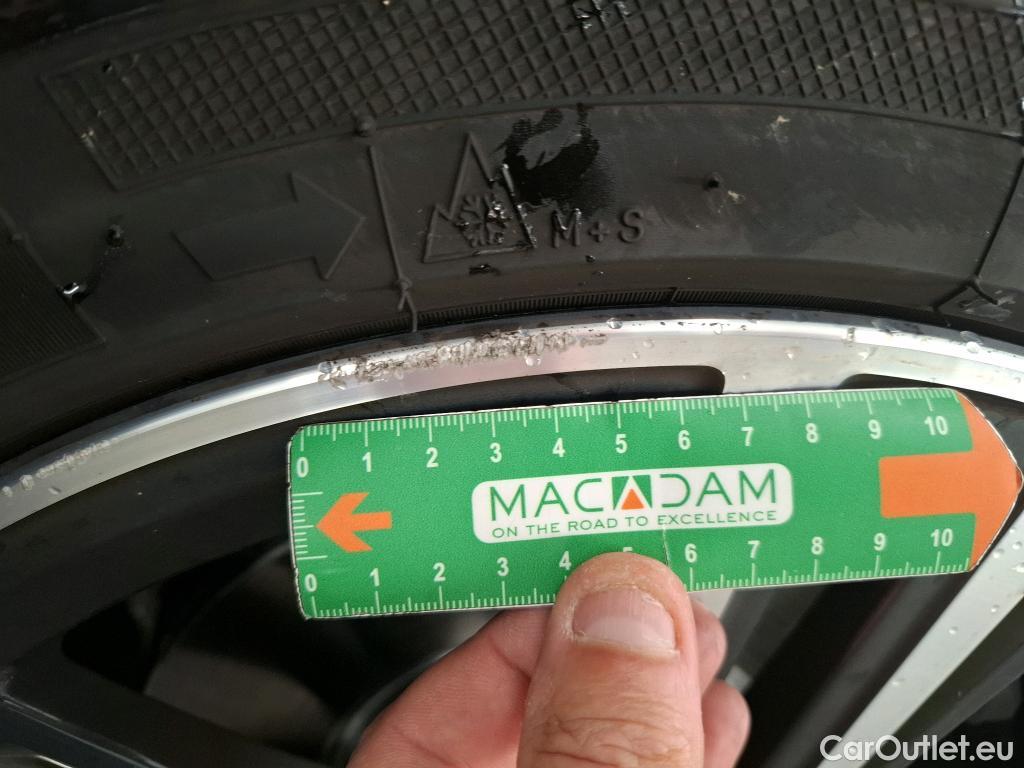 M+S
0 1 2 3 4 5 6 7 8 9 10
MACADAM
ON THE ROAD TO EXCELLENCE
0 1 2 3 4 5 6 7 8 9 10
CarOutlet.eu